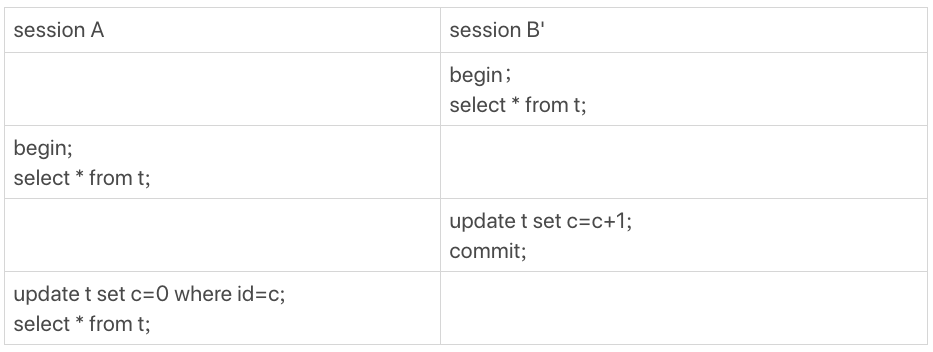 session A
session B'
begin；
select * from t;
begin;
select * from t;
update t set c=c+1;
commit;
update t set c=0 where id=c;
select * from t;